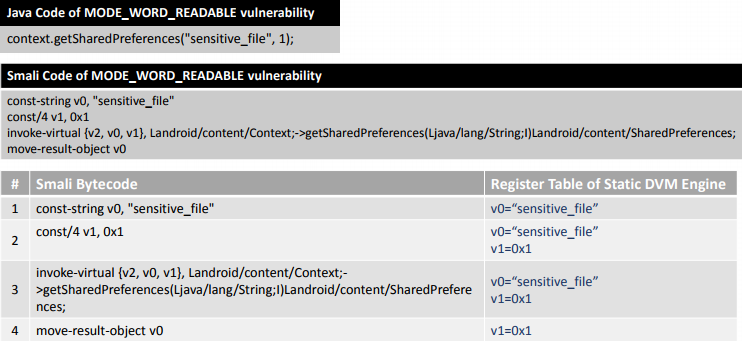 Java Code of MODE_WORD_READABLE vulnerability
context.getSharedPreferences("sensitive_file", 1);
Smali Code of MODE_WORD_READABLE vulnerability
const-string v0, "sensitive_file"
const/4 v1, 0x1
invoke-virtual {v2, v0, v1}, Landroid/content/Context;->getSharedPreferences(Ljava/lang/String;I)Landroid/content/SharedPreferences;
move-result-object v0
# Smali Bytecode Register Table of Static DVM Engine
1 const-string v0, "sensitive_file" v0=“sensitive_file”
2 const/4 v1, 0x1 v0=“sensitive_file”
v1=0x1
3 invoke-virtual {v2, v0, v1}, Landroid/content/Context;-
>getSharedPreferences(Ljava/lang/String;I)Landroid/content/SharedPrefere
nces;
v0=“sensitive_file”
v1=0x1
4 move-result-object v0 v1=0x1